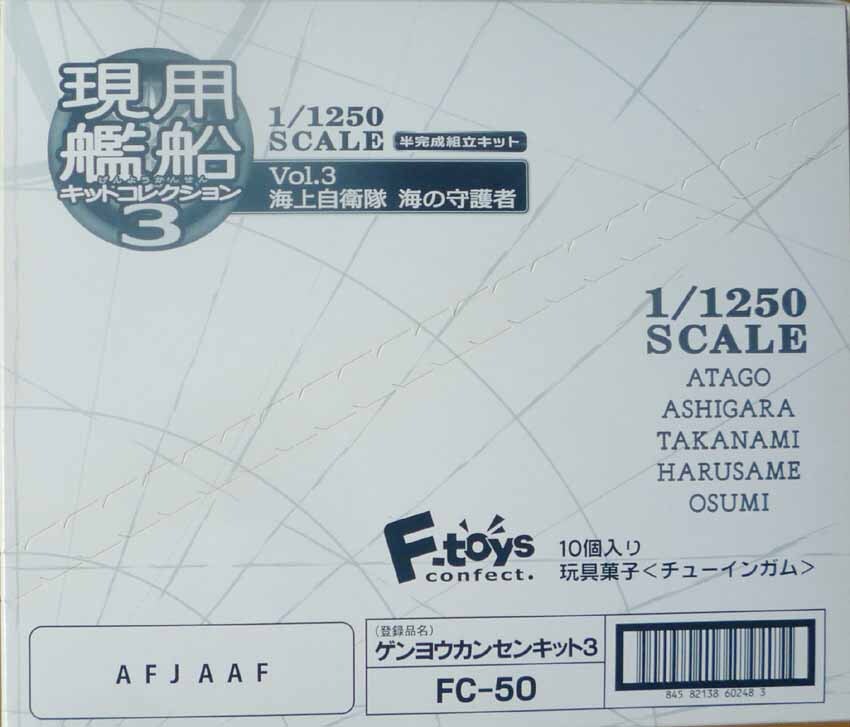 現用
艦船
げんようかんせん
キットコレクション
3
1/1250
SCALE 半完成組立キット
Vol.3
海上自衛隊 海の守護者
1/1250
SCALE
ATAGO
ASHIGARA
TAKANAMI
HARUSAME
OSUMI
F-toys
confect.
10個入り
玩具菓子<チューインガム>
AFJAAF
(登録品名)
ゲンヨウカンセンキット3
FC-50
845 82138 60248 3